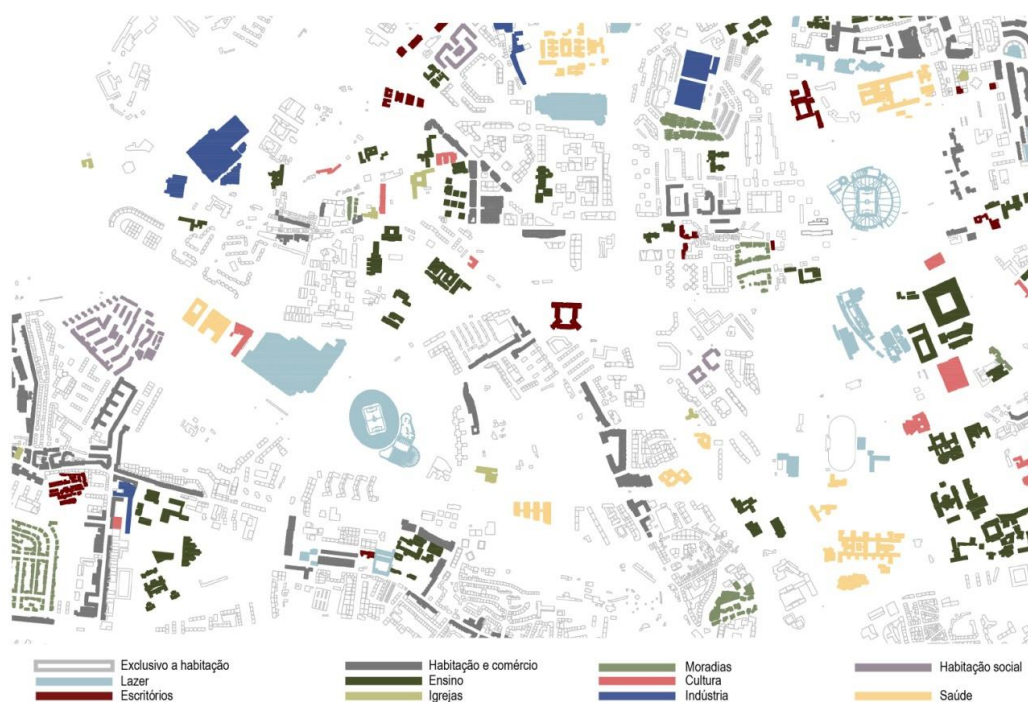 Exclusivo a habitação Habitação e comércio Moradias Habitação social
Lazer Ensino Cultura
Escritórios Igrejas Indústria Saúde